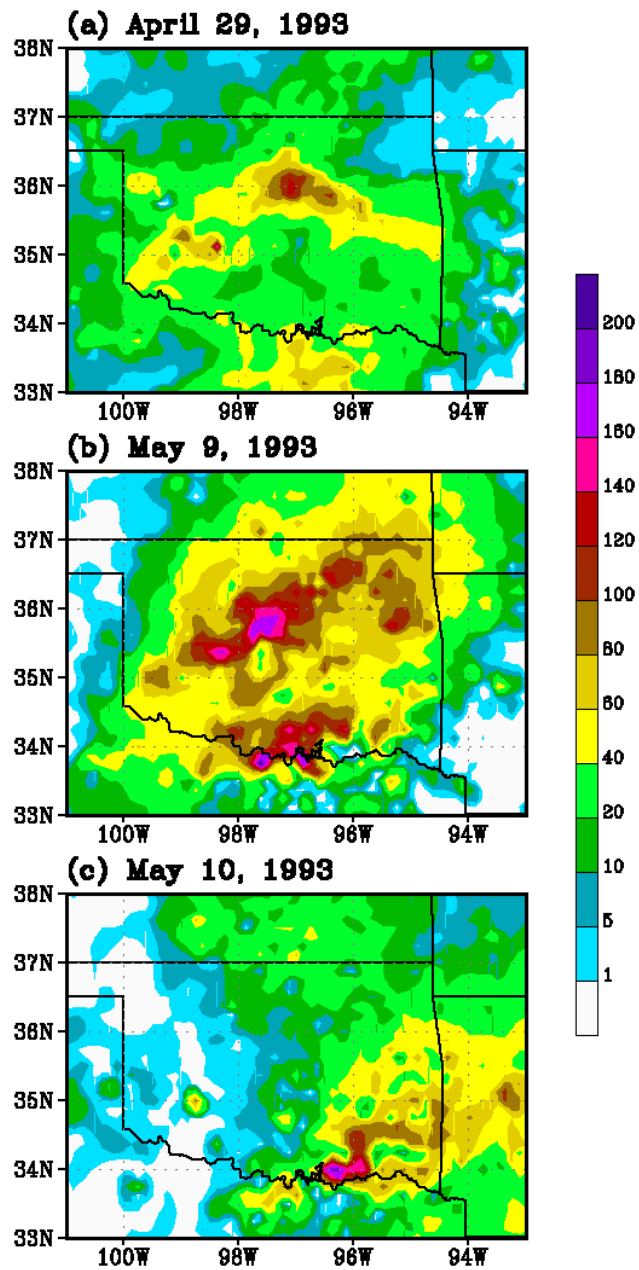 (a) April 29, 1993
38N
37N
36N
35N
34N
33N
100W 98W 96W 94W
(b) May 9, 1993
38N
37N
36N
35N
34N
33N
100W 98W 96W 94W
(c) May 10, 1993
38N
37N
36N
35N
34N
33N
100W 98W 96W 94W
200
180
160
140
120
100
80
60
40
20
10
5
1